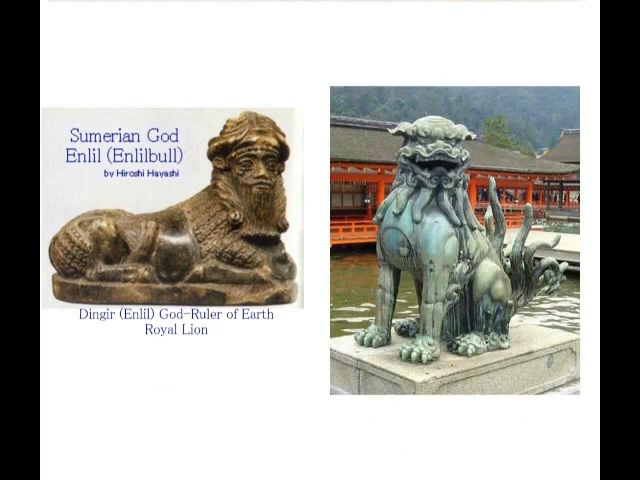 Sumerian God
Enlil (Enlilbull)
by Hiroshi Hayashi
Dingir (Enlil) God-Ruler of Earth
Royal Lion